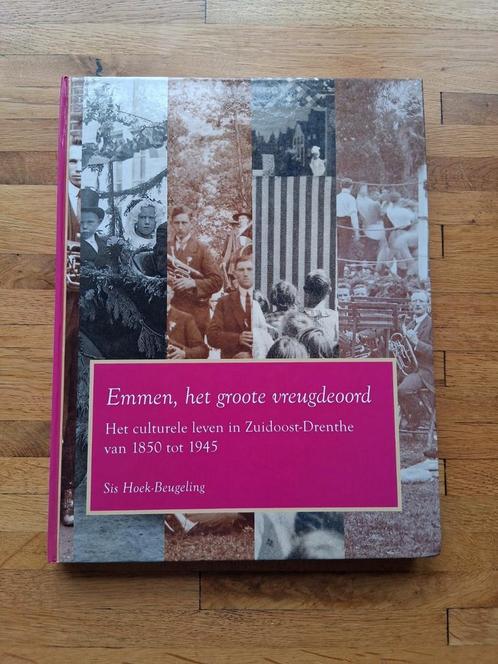 Emmen, het groote vreugdeoord
Het culturele leven in Zuidoost-Drenthe
van 1850 tot 1945
Sis Hoek-Beugeling